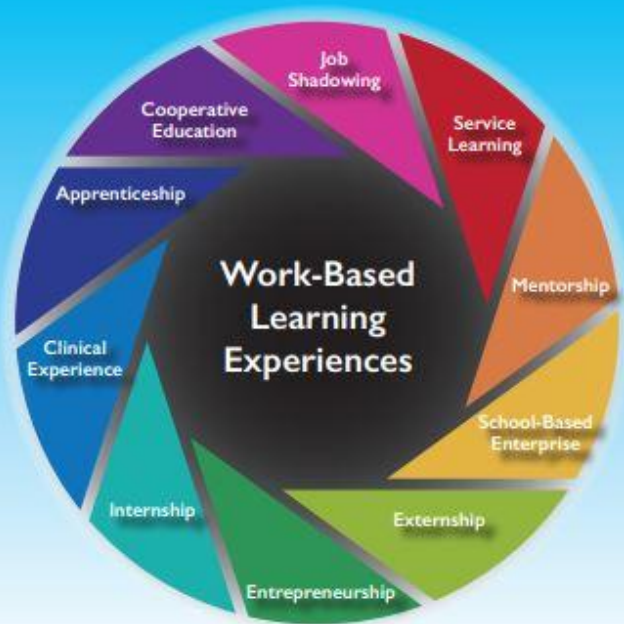 Work-Based
Learning
Experiences
Job
Shadowing
Service
Learning
Mentorship
School-Based
Enterprise
Externship
Entrepreneurship
Internship
Clinical
Experience
Apprenticeship
Cooperative
Education